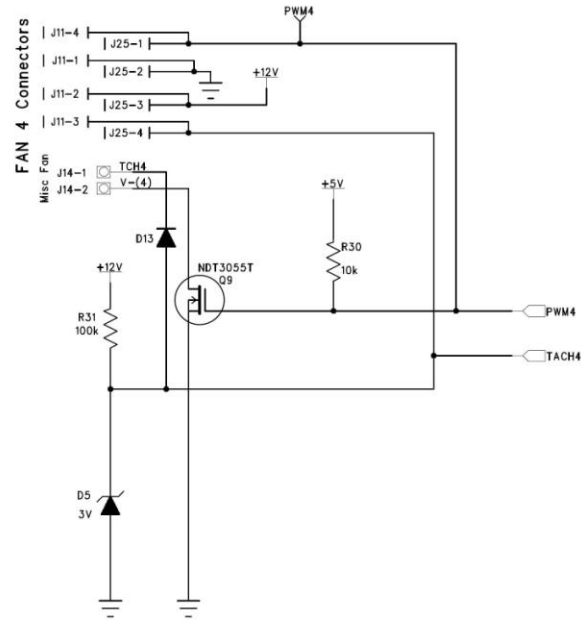 PWM4
FAN 4 Connectors
J11-4
J25-1
J11-1
J25-2
+12V
J11-2
J25-3
J11-3
J25-4
Misc Fan
J14-1
TCH4
J14-2
V-(4)
D13
+5V
R30
10k
NDT3055T
Q9
+12V
R31
100k
PWM4
TACH4
D5
3V